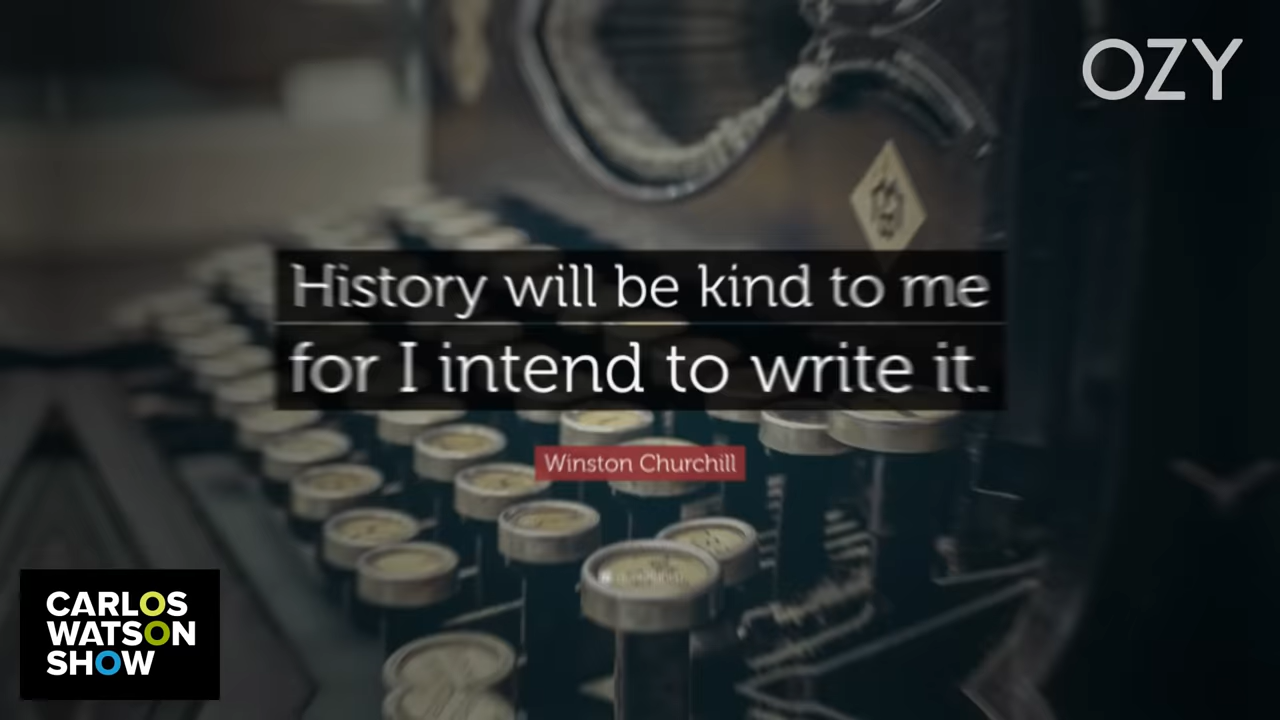 OZY
History will be kind to me
for I intend to write it.
Winston Churchill
CARLOS
WATSON
SHOW